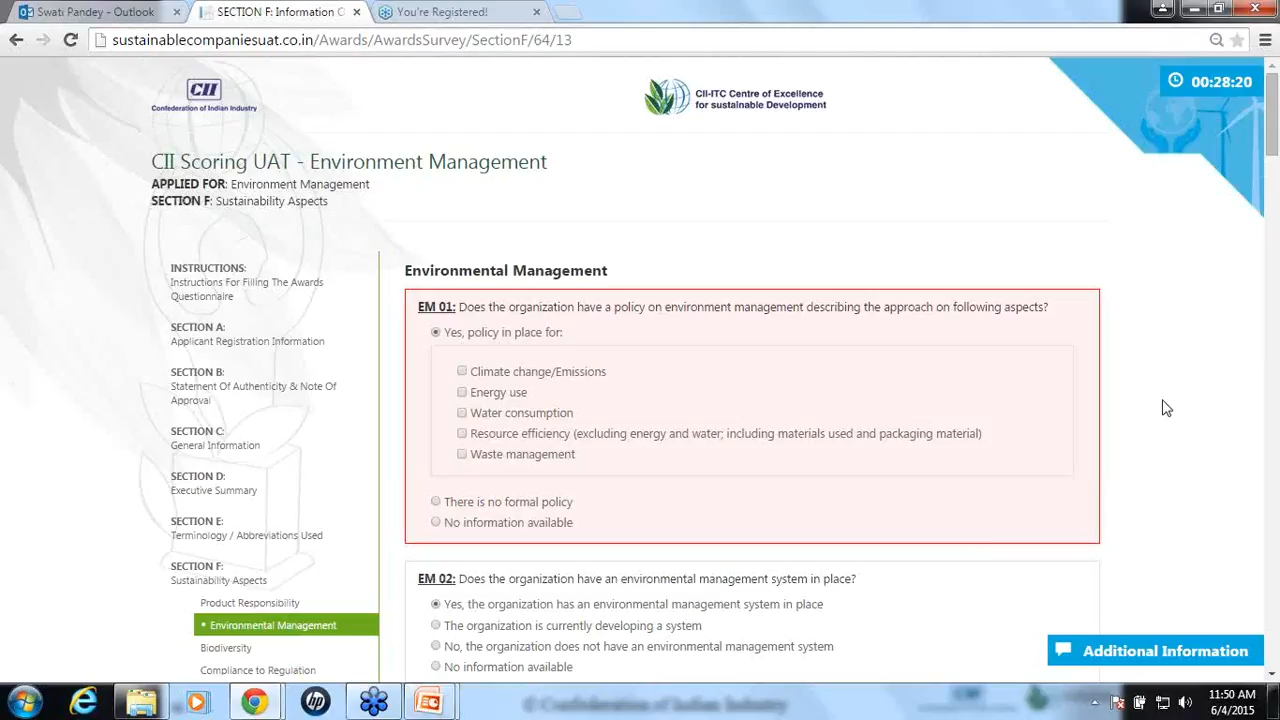 Swati Pandey - Outlook
SECTION F: Information C
You're Registered!
sustainablecompaniesuat.co.in/Awards/AwardsSurvey/SectionF/64/13
CII
Confederation of Indian Industry
CII-ITC Centre of Excellence
for sustainable Development
00:28:20
CII Scoring UAT - Environment Management
APPLIED FOR: Environment Management
SECTION F: Sustainability Aspects
INSTRUCTIONS:
Instructions For Filling The Awards
Questionnaire
SECTION A:
Applicant Registration Information
SECTION B:
Statement Of Authenticity & Note Of
Approval
SECTION C:
General Information
SECTION D:
Executive Summary
SECTION E:
Terminology / Abbreviations Used
SECTION F:
Sustainability Aspects
Product Responsibility
• Environmental Management
Biodiversity
Compliance to Regulation
Environmental Management
EM 01: Does the organization have a policy on environment management describing the approach on following aspects?
Yes, policy in place for:
Climate change/Emissions
Energy use
Water consumption
Resource efficiency (excluding energy and water; including materials used and packaging material)
Waste management
There is no formal policy
No information available
EM 02: Does the organization have an environmental management system in place?
Yes, the organization has an environmental management system in place
The organization is currently developing a system
No, the organization does not have an environmental management system
No information available
Additional Information
11:50 AM
6/4/2015